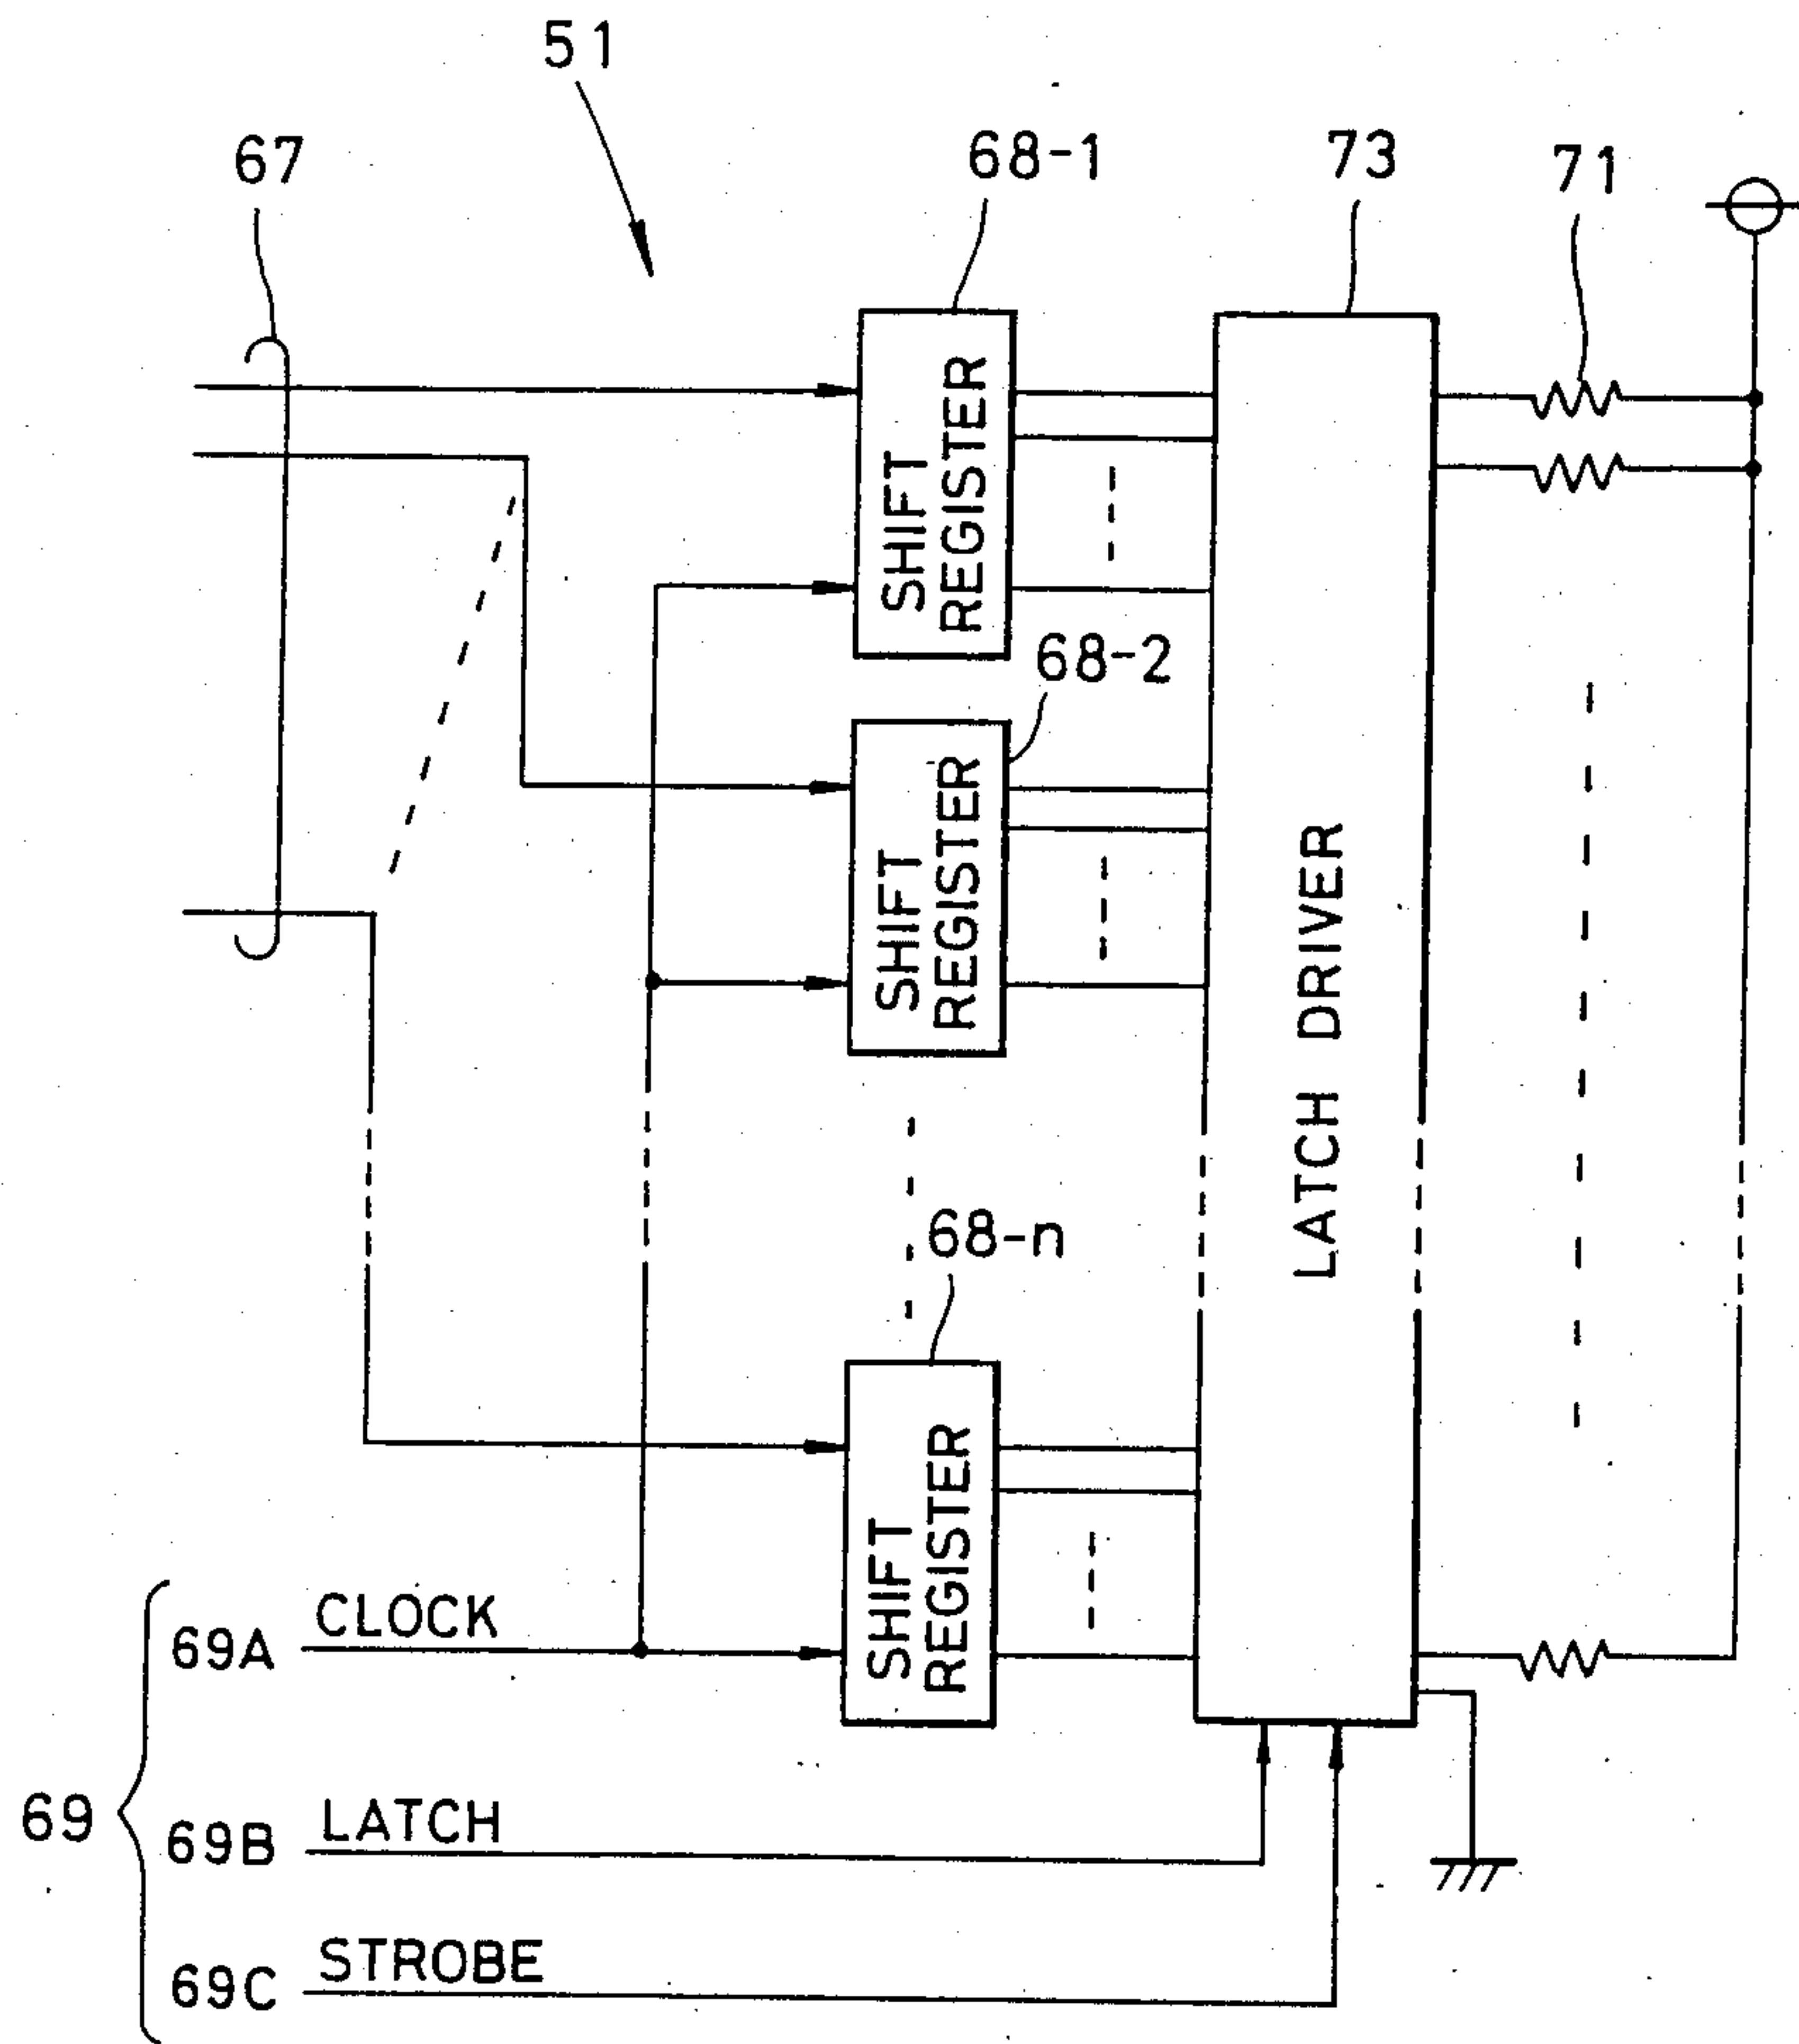 51
67
68-1
73
71
SHIFT
REGISTER
68-2
SHIFT
REGISTER
LATCH DRIVER
68-n
SHIFT
REGISTER
69
69A CLOCK
69B LATCH
69C STROBE